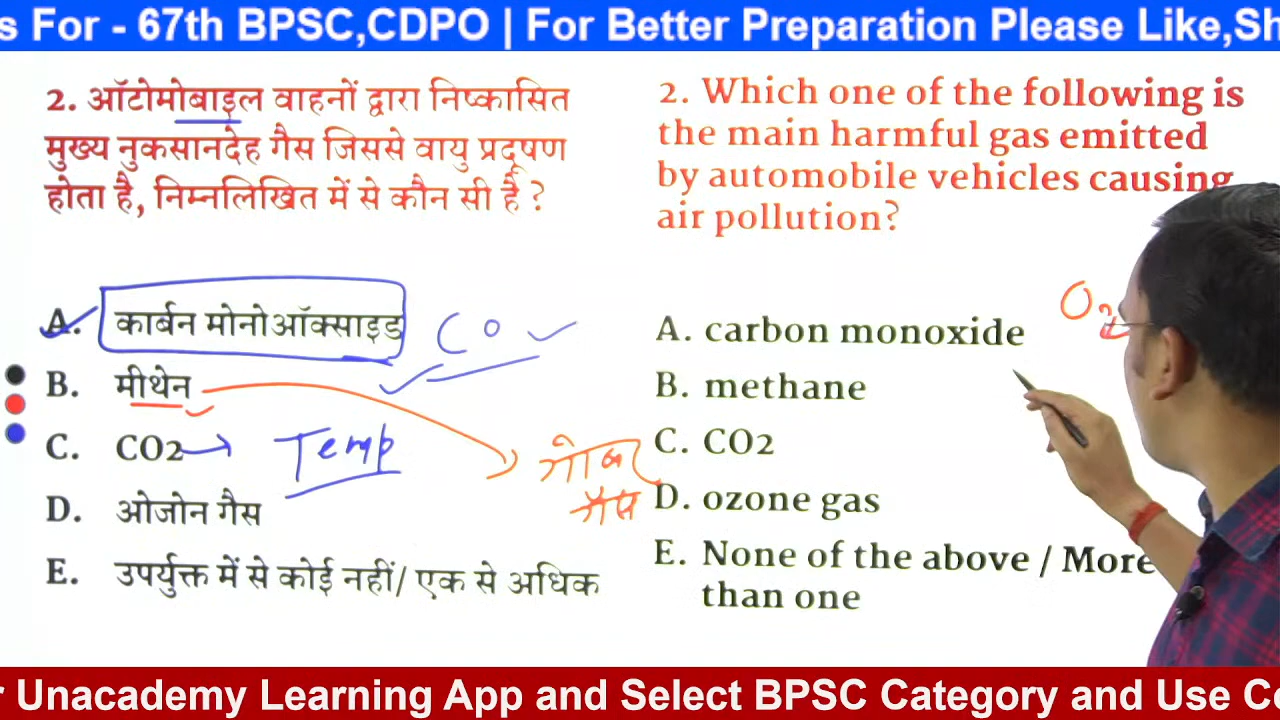 s For - 67th BPSC,CDPO | For Better Preparation Please Like,Sh
2. ऑटोमोबाइल वाहनों द्वारा निष्कासित
मुख्य नुकसानदेह गैस जिससे वायु प्रदूषण
होता है, निम्नलिखित में से कौन सी है ?
A. कार्बन मोनोऑक्साइड CO
B. मीथेन
C. CO2 → Temp
गोबर
गैस
D. ओजोन गैस
E. उपर्युक्त में से कोई नहीं/ एक से अधिक
2. Which one of the following is
the main harmful gas emitted
by automobile vehicles causing
air pollution?
O2
A. carbon monoxide
B. methane
C. CO2
D. ozone gas
E. None of the above / More
than one
r Unacademy Learning App and Select BPSC Category and Use Co